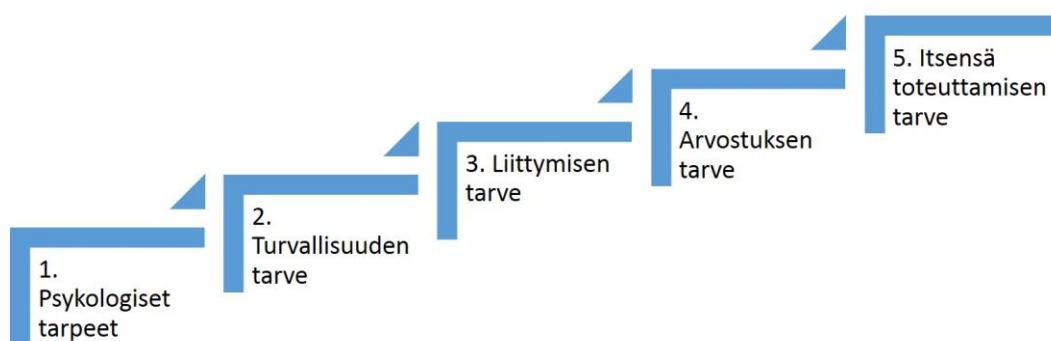 1.
Psykologiset
tarpeet
2.
Turvallisuuden
tarve
3. Liittymisen
tarve
4.
Arvostuksen
tarve
5. Itsensä
toteuttamisen
tarve